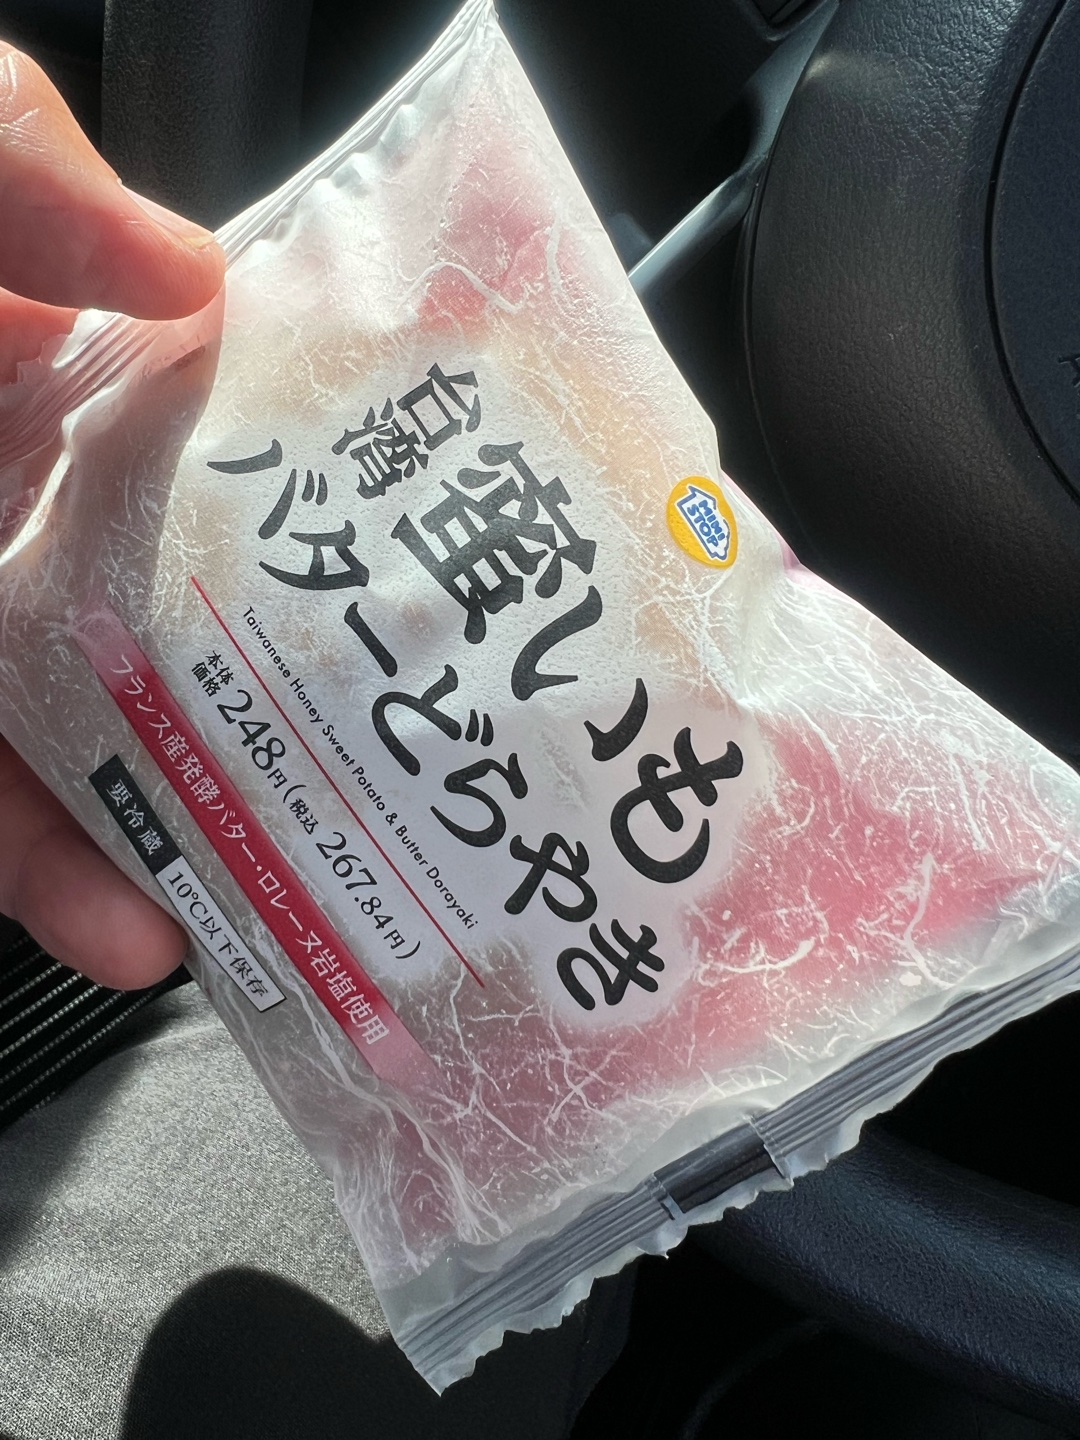 MINI
STOP
台湾
蜜いも
バターどらやき
Taiwanese Honey Sweet Potato & Butter Dorayaki
本体価格 248円(税込 267.84円)
フランス産発酵バター・ロレーヌ岩塩使用
要冷蔵 10℃以下保存